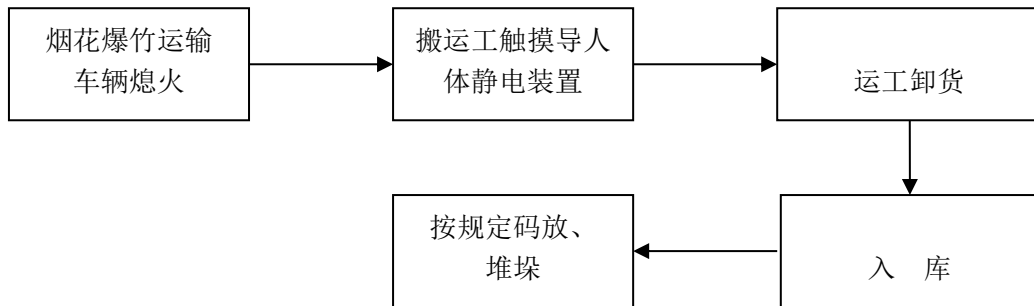 烟花爆竹运输
车辆熄火
搬运工触摸导人
体静电装置
运工卸货
入 库
按规定码放、
堆垛